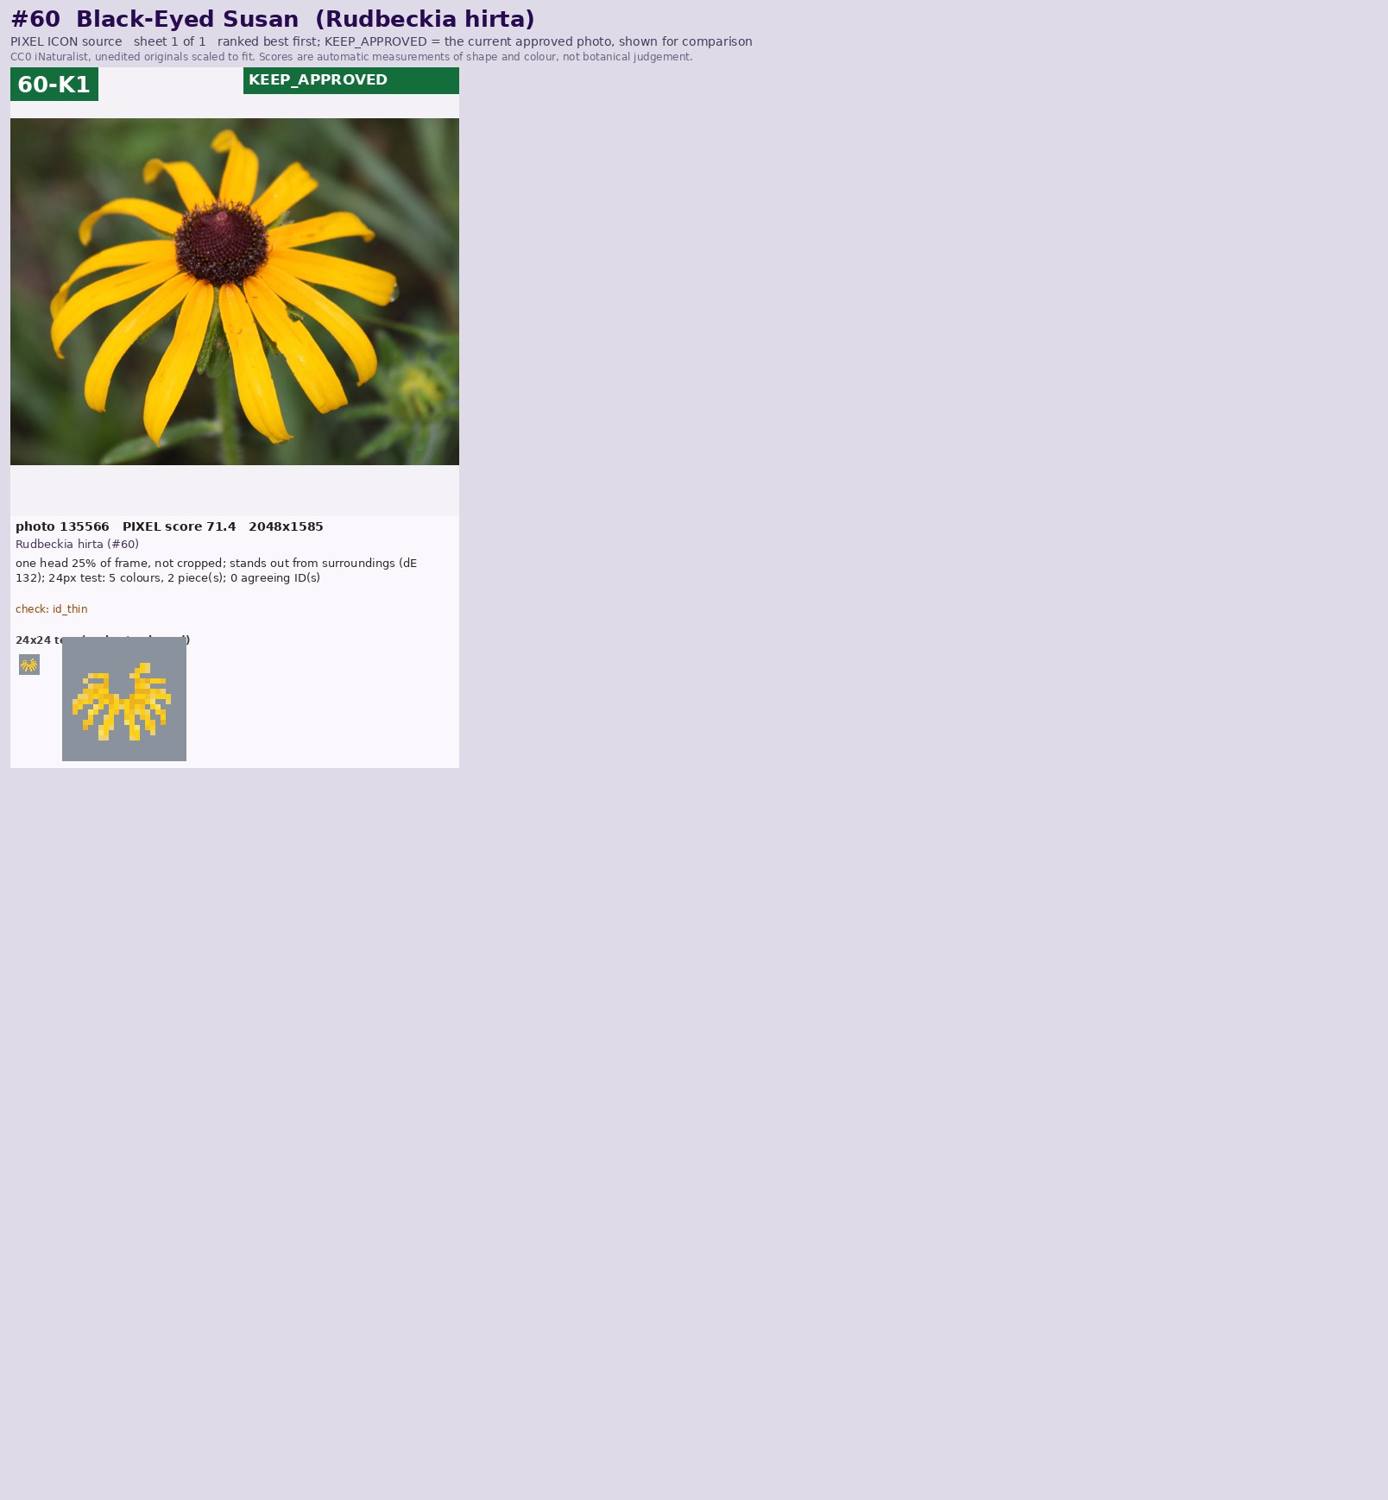 #60 Black-Eyed Susan (Rudbeckia hirta)
PIXEL ICON source sheet 1 of 1 ranked best first; KEEP_APPROVED = the current approved photo, shown for comparison
CC0 iNaturalist, unedited originals scaled to fit. Scores are automatic measurements of shape and colour, not botanical judgement.
60-K1
KEEP_APPROVED
photo 135566 PIXEL score 71.4 2048x1585
Rudbeckia hirta (#60)
one head 25% of frame, not cropped; stands out from surroundings (dE
132); 24px test: 5 colours, 2 piece(s); 0 agreeing ID(s)
check: id_thin
24x24